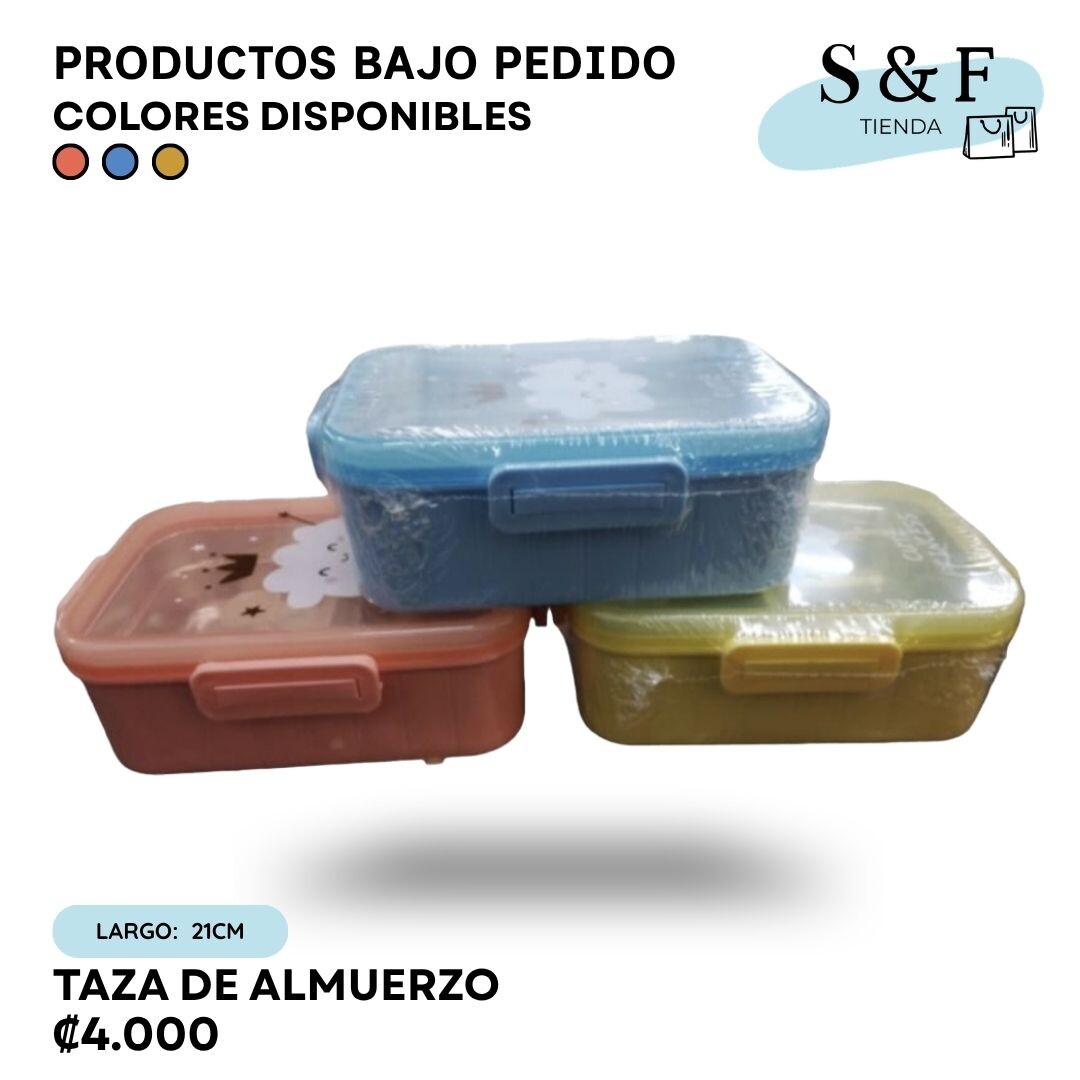 PRODUCTOS BAJO PEDIDO
COLORES DISPONIBLES
S & F
TIENDA
LARGO: 21CM
TAZA DE ALMUERZO
₡4.000